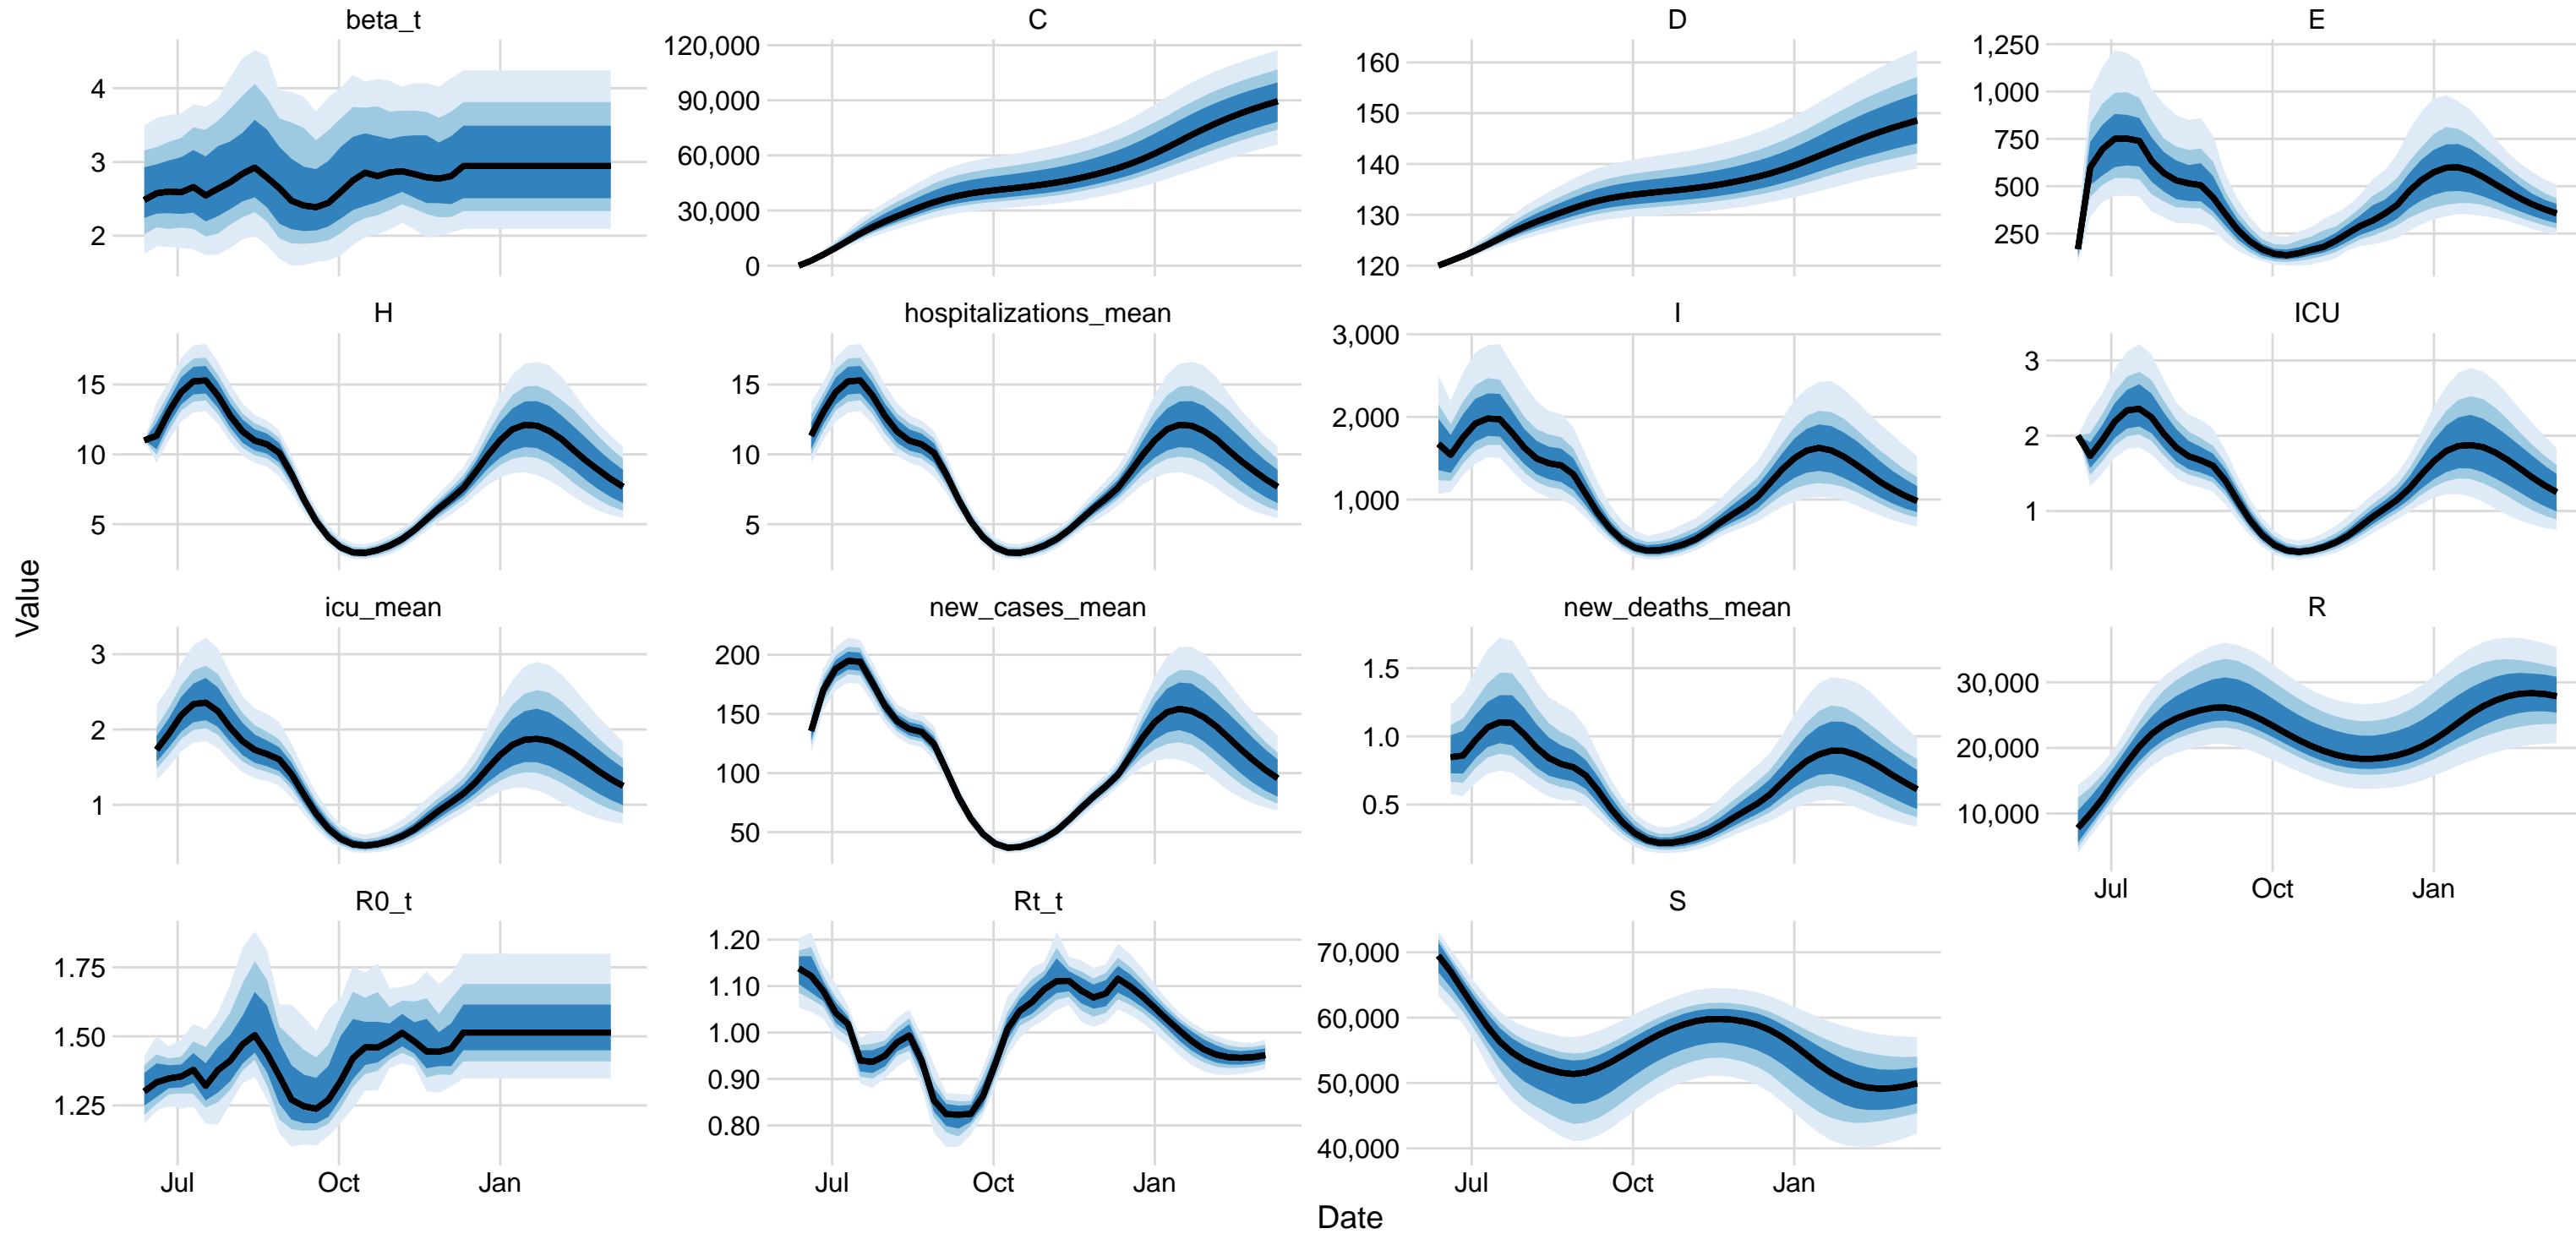 beta_t
C
D
E
4
3
2
120,000
90,000
60,000
30,000
0
160
150
140
130
120
1,250
1,000
750
500
250
H
hospitalizations_mean
I
ICU
15
10
5
15
10
5
3,000
2,000
1,000
3
2
1
Value
icu_mean
new_cases_mean
new_deaths_mean
R
3
2
1
200
150
100
50
1.5
1.0
0.5
30,000
20,000
10,000
Jul Oct Jan
R0_t
Rt_t
S
1.75
1.50
1.25
1.20
1.10
1.00
0.90
0.80
70,000
60,000
50,000
40,000
Jul Oct Jan
Jul Oct Jan
Jul Oct Jan
Date